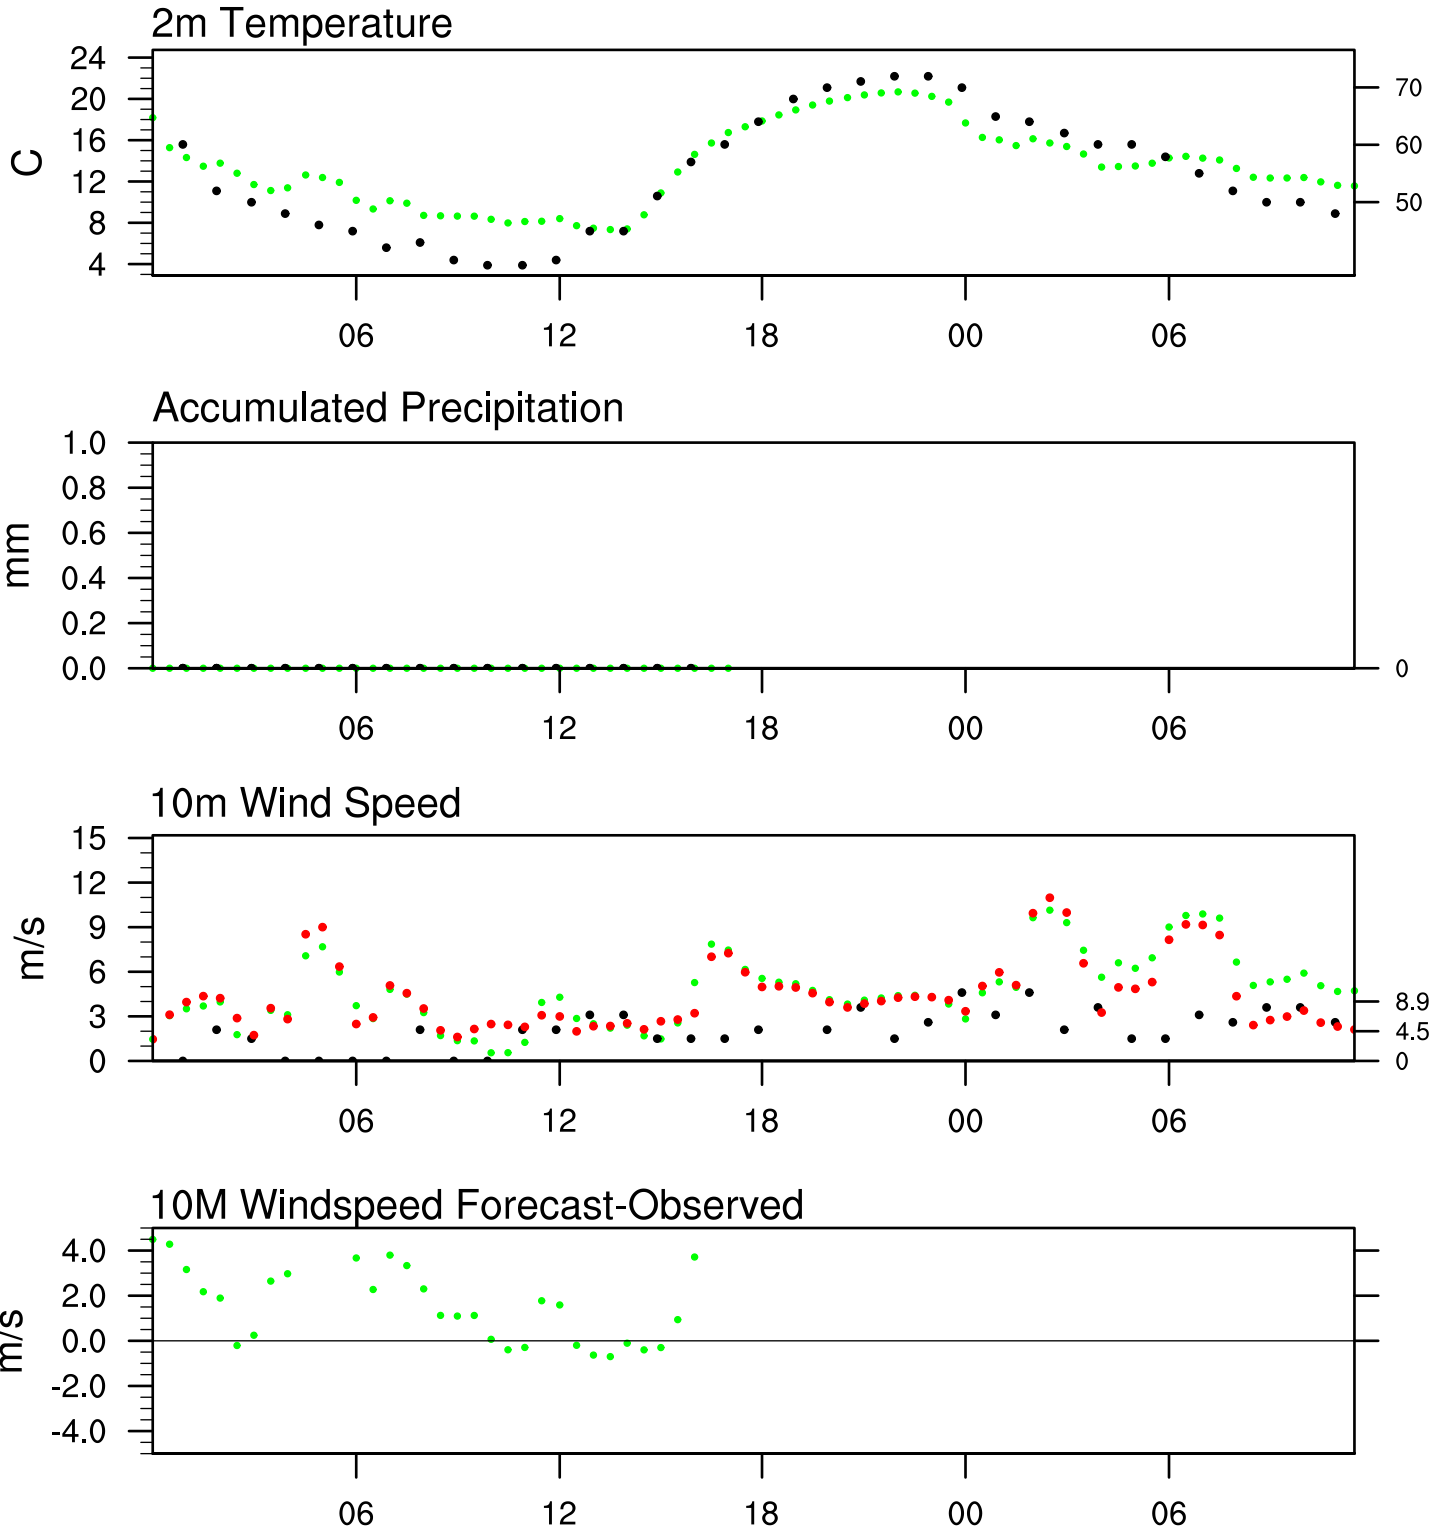 2m Temperature
24
20
16
12
8
4
C
70
60
50
06 12 18 00 06
Accumulated Precipitation
1.0
0.8
0.6
0.4
0.2
0.0
mm
0
06 12 18 00 06
10m Wind Speed
15
12
9
6
3
0
m/s
8.9
4.5
0
06 12 18 00 06
10M Windspeed Forecast-Observed
4.0
2.0
0.0
-2.0
-4.0
m/s
06 12 18 00 06